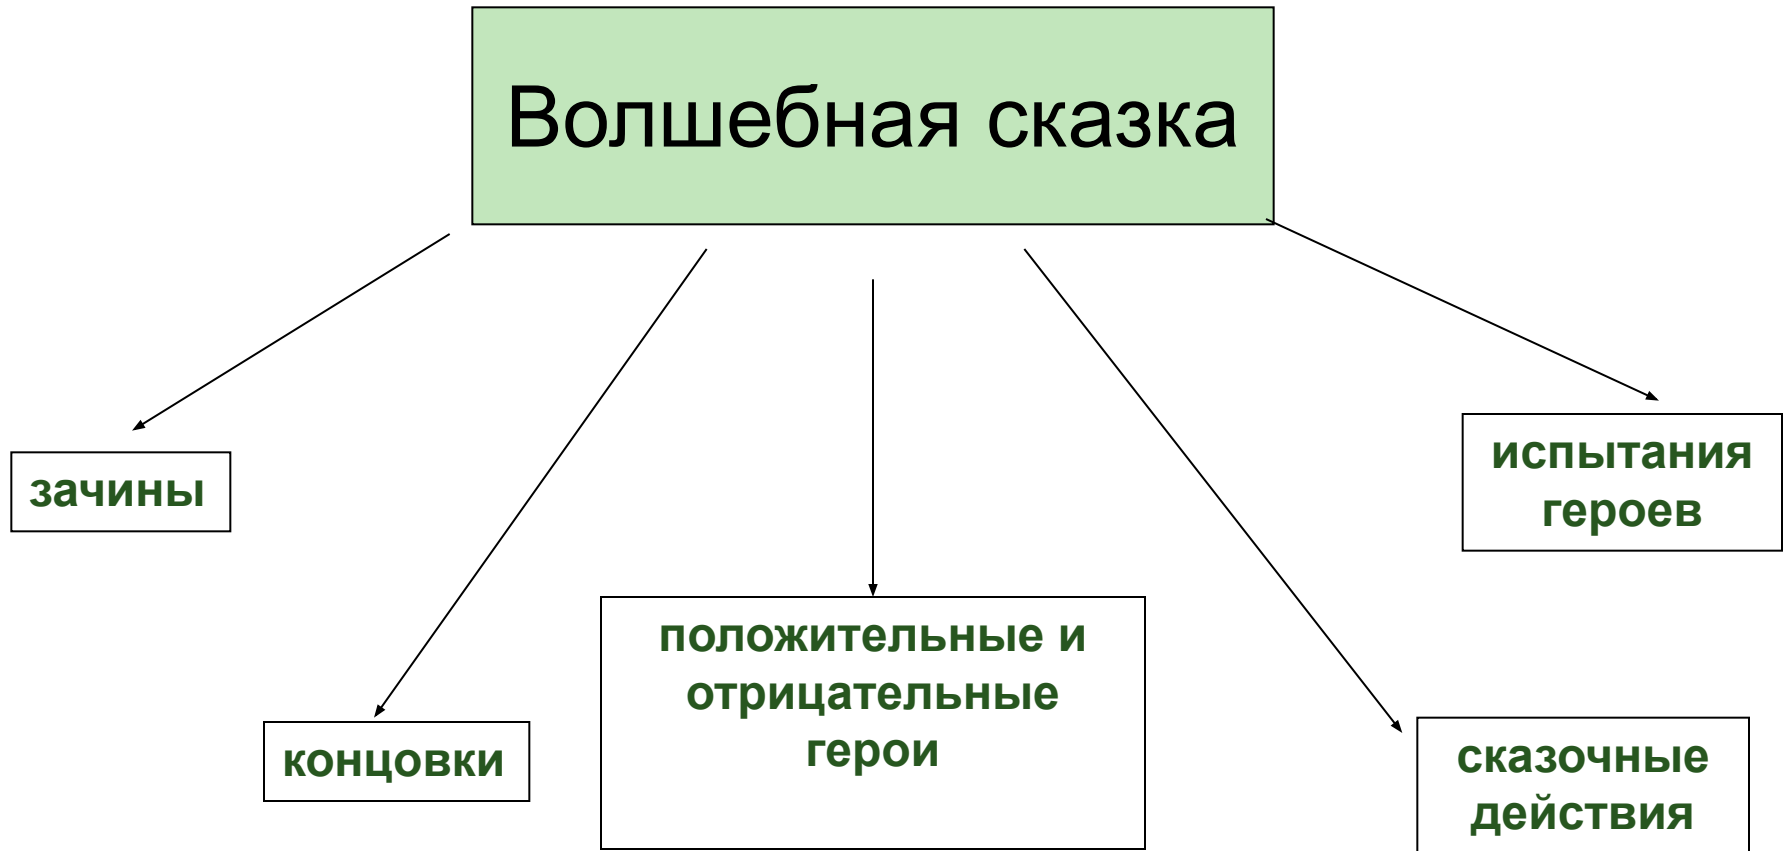 Волшебная сказка
зачины
концовки
положительные и
отрицательные
герои
сказочные
действия
испытания
героев